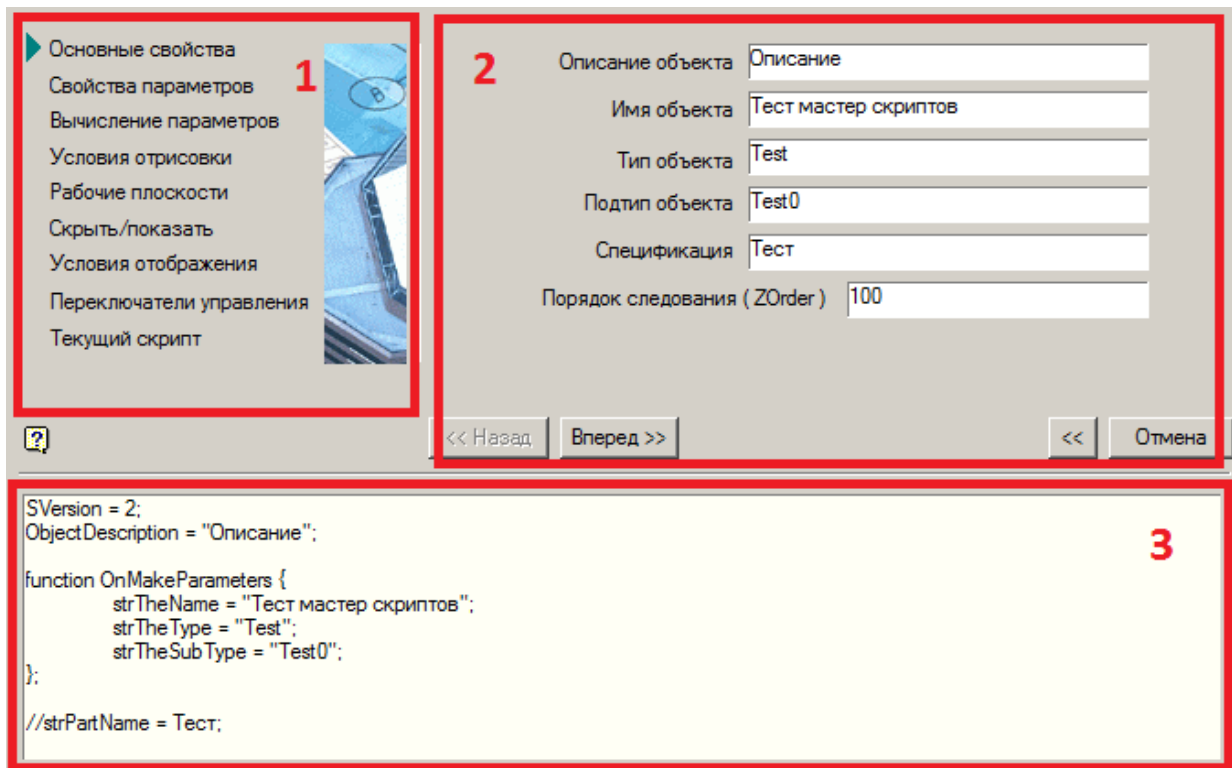 Основные свойства
Свойства параметров
Вычисление параметров
Условия отрисовки
Рабочие плоскости
Скрыть/показать
Условия отображения
Переключатели управления
Текущий скрипт
1
B
2
Описание объекта Описание
Имя объекта Тест мастер скриптов
Тип объекта Test
Подтип объекта Test0
Спецификация Тест
Порядок следования ( ZOrder ) 100
?
<< Назад Вперед >> << Отмена
3
SVersion = 2;
ObjectDescription = "Описание";
function OnMakeParameters {
strTheName = "Тест мастер скриптов";
strTheType = "Test";
strTheSubType = "Test0";
};
//strPartName = Тест;